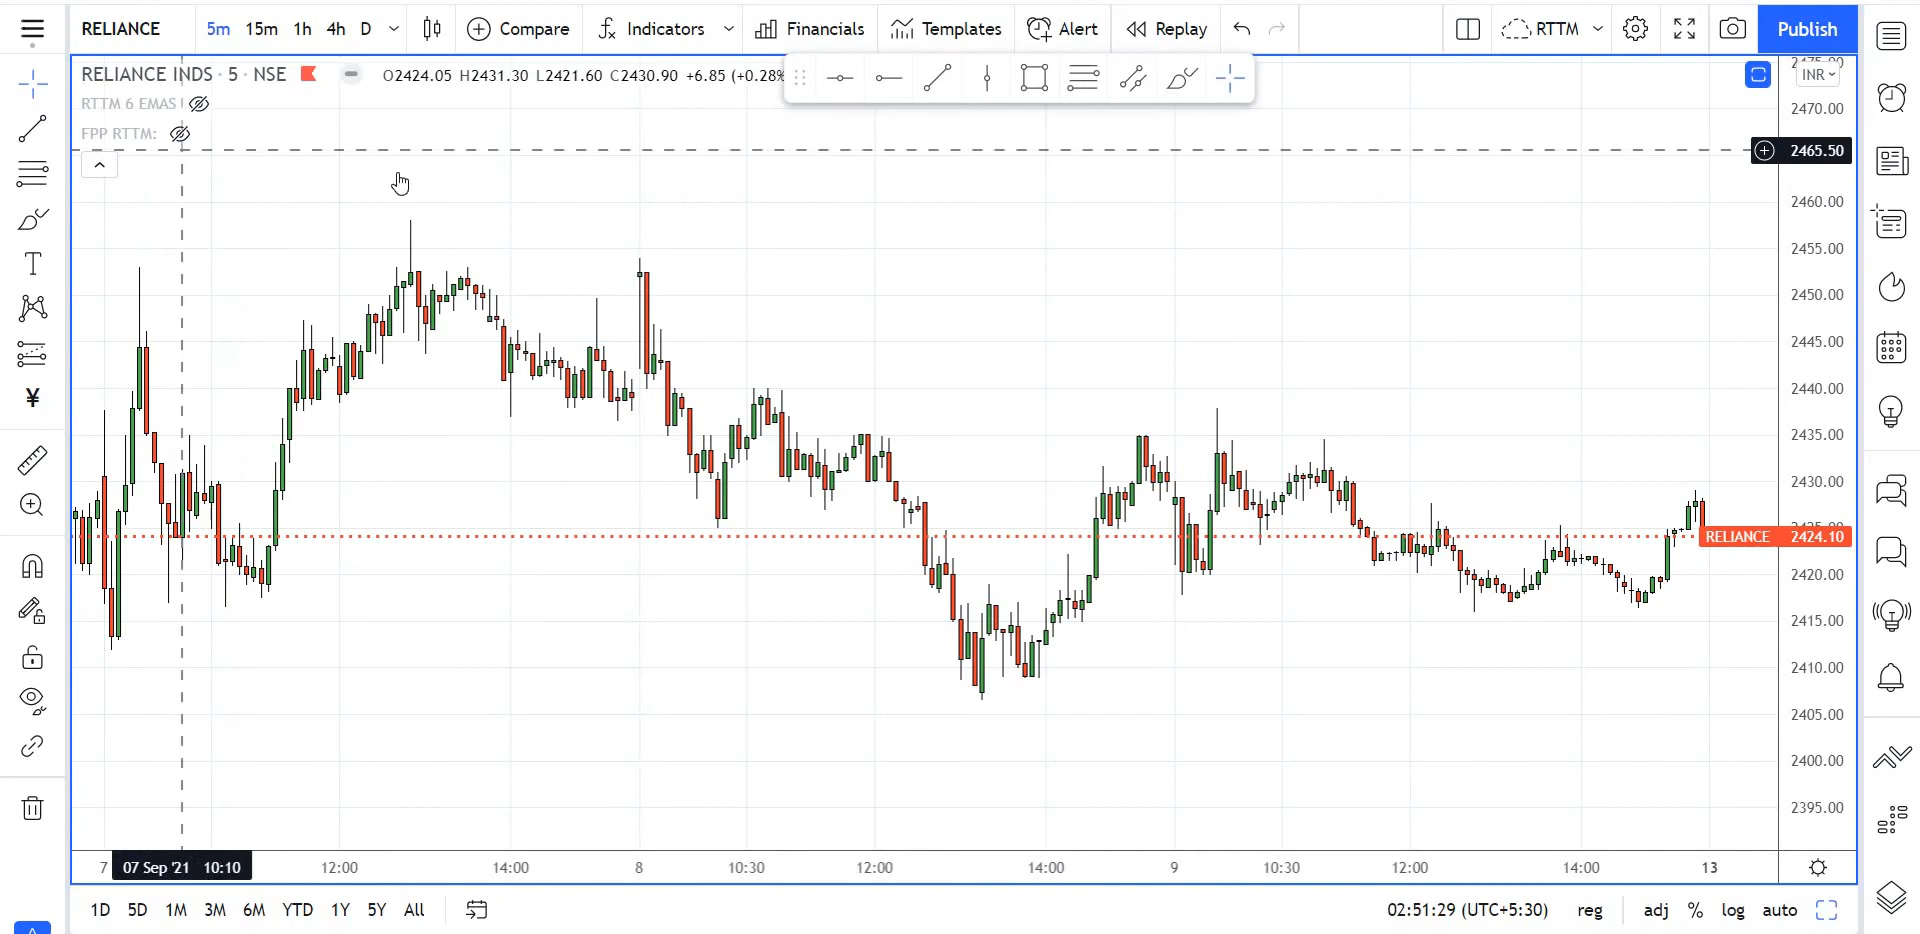 RELIANCE 5m 15m 1h 4h D Compare Indicators Financials Templates Alert Replay RTTM Publish
RELIANCE INDS · 5 · NSE O2424.05 H2431.30 L2421.60 C2430.90 +6.85 (+0.28%
INR
RTTM 6 EMAS
FPP RTTM:
2470.00
2465.50
2460.00
2455.00
2450.00
2445.00
2440.00
2435.00
2430.00
RELIANCE 2424.10
2420.00
2415.00
2410.00
2405.00
2400.00
2395.00
7 07 Sep '21 10:10 12:00 14:00 8 10:30 12:00 14:00 9 10:30 12:00 14:00 13
1D 5D 1M 3M 6M YTD 1Y 5Y All 02:51:29 (UTC+5:30) reg adj % log auto